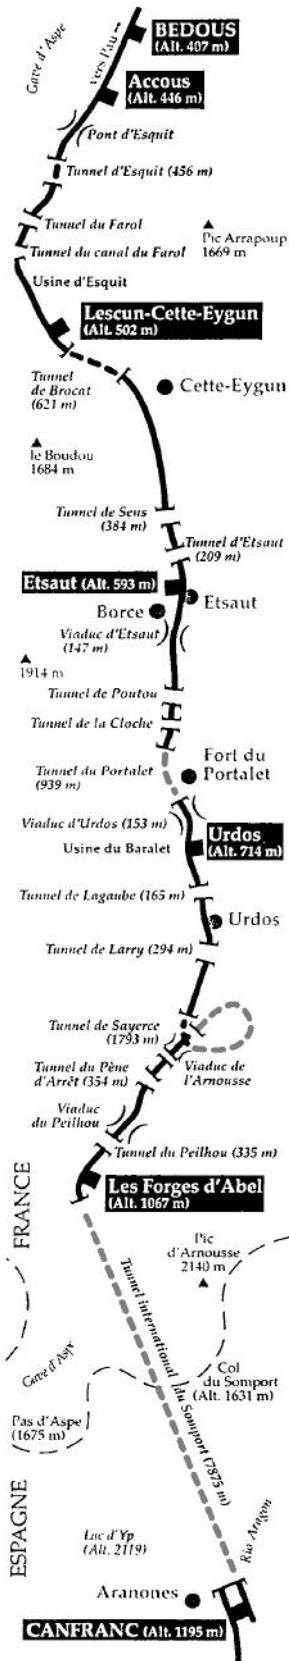 Gave d'Aspe
vers Pau →
BEDOUS
(Alt. 407 m)
Accous
(Alt. 446 m)
Pont d'Esquit
Tunnel d'Esquit (456 m)
Tunnel du Farol
Pic Arrapoup
1669 m
Tunnel du canal du Farol
Usine d'Esquit
Lescun-Cette-Eygun
(Alt. 502 m)
Tunnel
de Brocat
(621 m)
Cette-Eygun
le Boudou
1684 m
Tunnel de Sens
(384 m)
Tunnel d'Etsaut
(209 m)
Etsaut (Alt. 593 m)
Etsaut
Borce
Viaduc d'Etsaut
(147 m)
1914 m
Tunnel de Poutou
Tunnel de la Cloche
Fort du
Portalet
Tunnel du Portalet
(939 m)
Viaduc d'Urdos (153 m)
Urdos
(Alt. 714 m)
Usine du Baralet
Tunnel de Lagaube (165 m)
Urdos
Tunnel de Larry (294 m)
Tunnel de Sayerce
(1793 m)
Tunnel du Pène
d'Arrêt (354 m)
Viaduc de
l'Arnousse
Viaduc
du Peilhou
Tunnel du Peilhou (335 m)
Les Forges d'Abel
(Alt. 1067 m)
FRANCE
Pic
d'Arnousse
2140 m
Tunnel international du Somport (7875 m)
Gave d'Aspe
Col
du Somport
(Alt. 1631 m)
Pas d'Aspe
(1675 m)
ESPAGNE
Lac d'Yp
(Alt. 2119)
Rio Aragon
Aranones
CANFRANC (Alt. 1195 m)